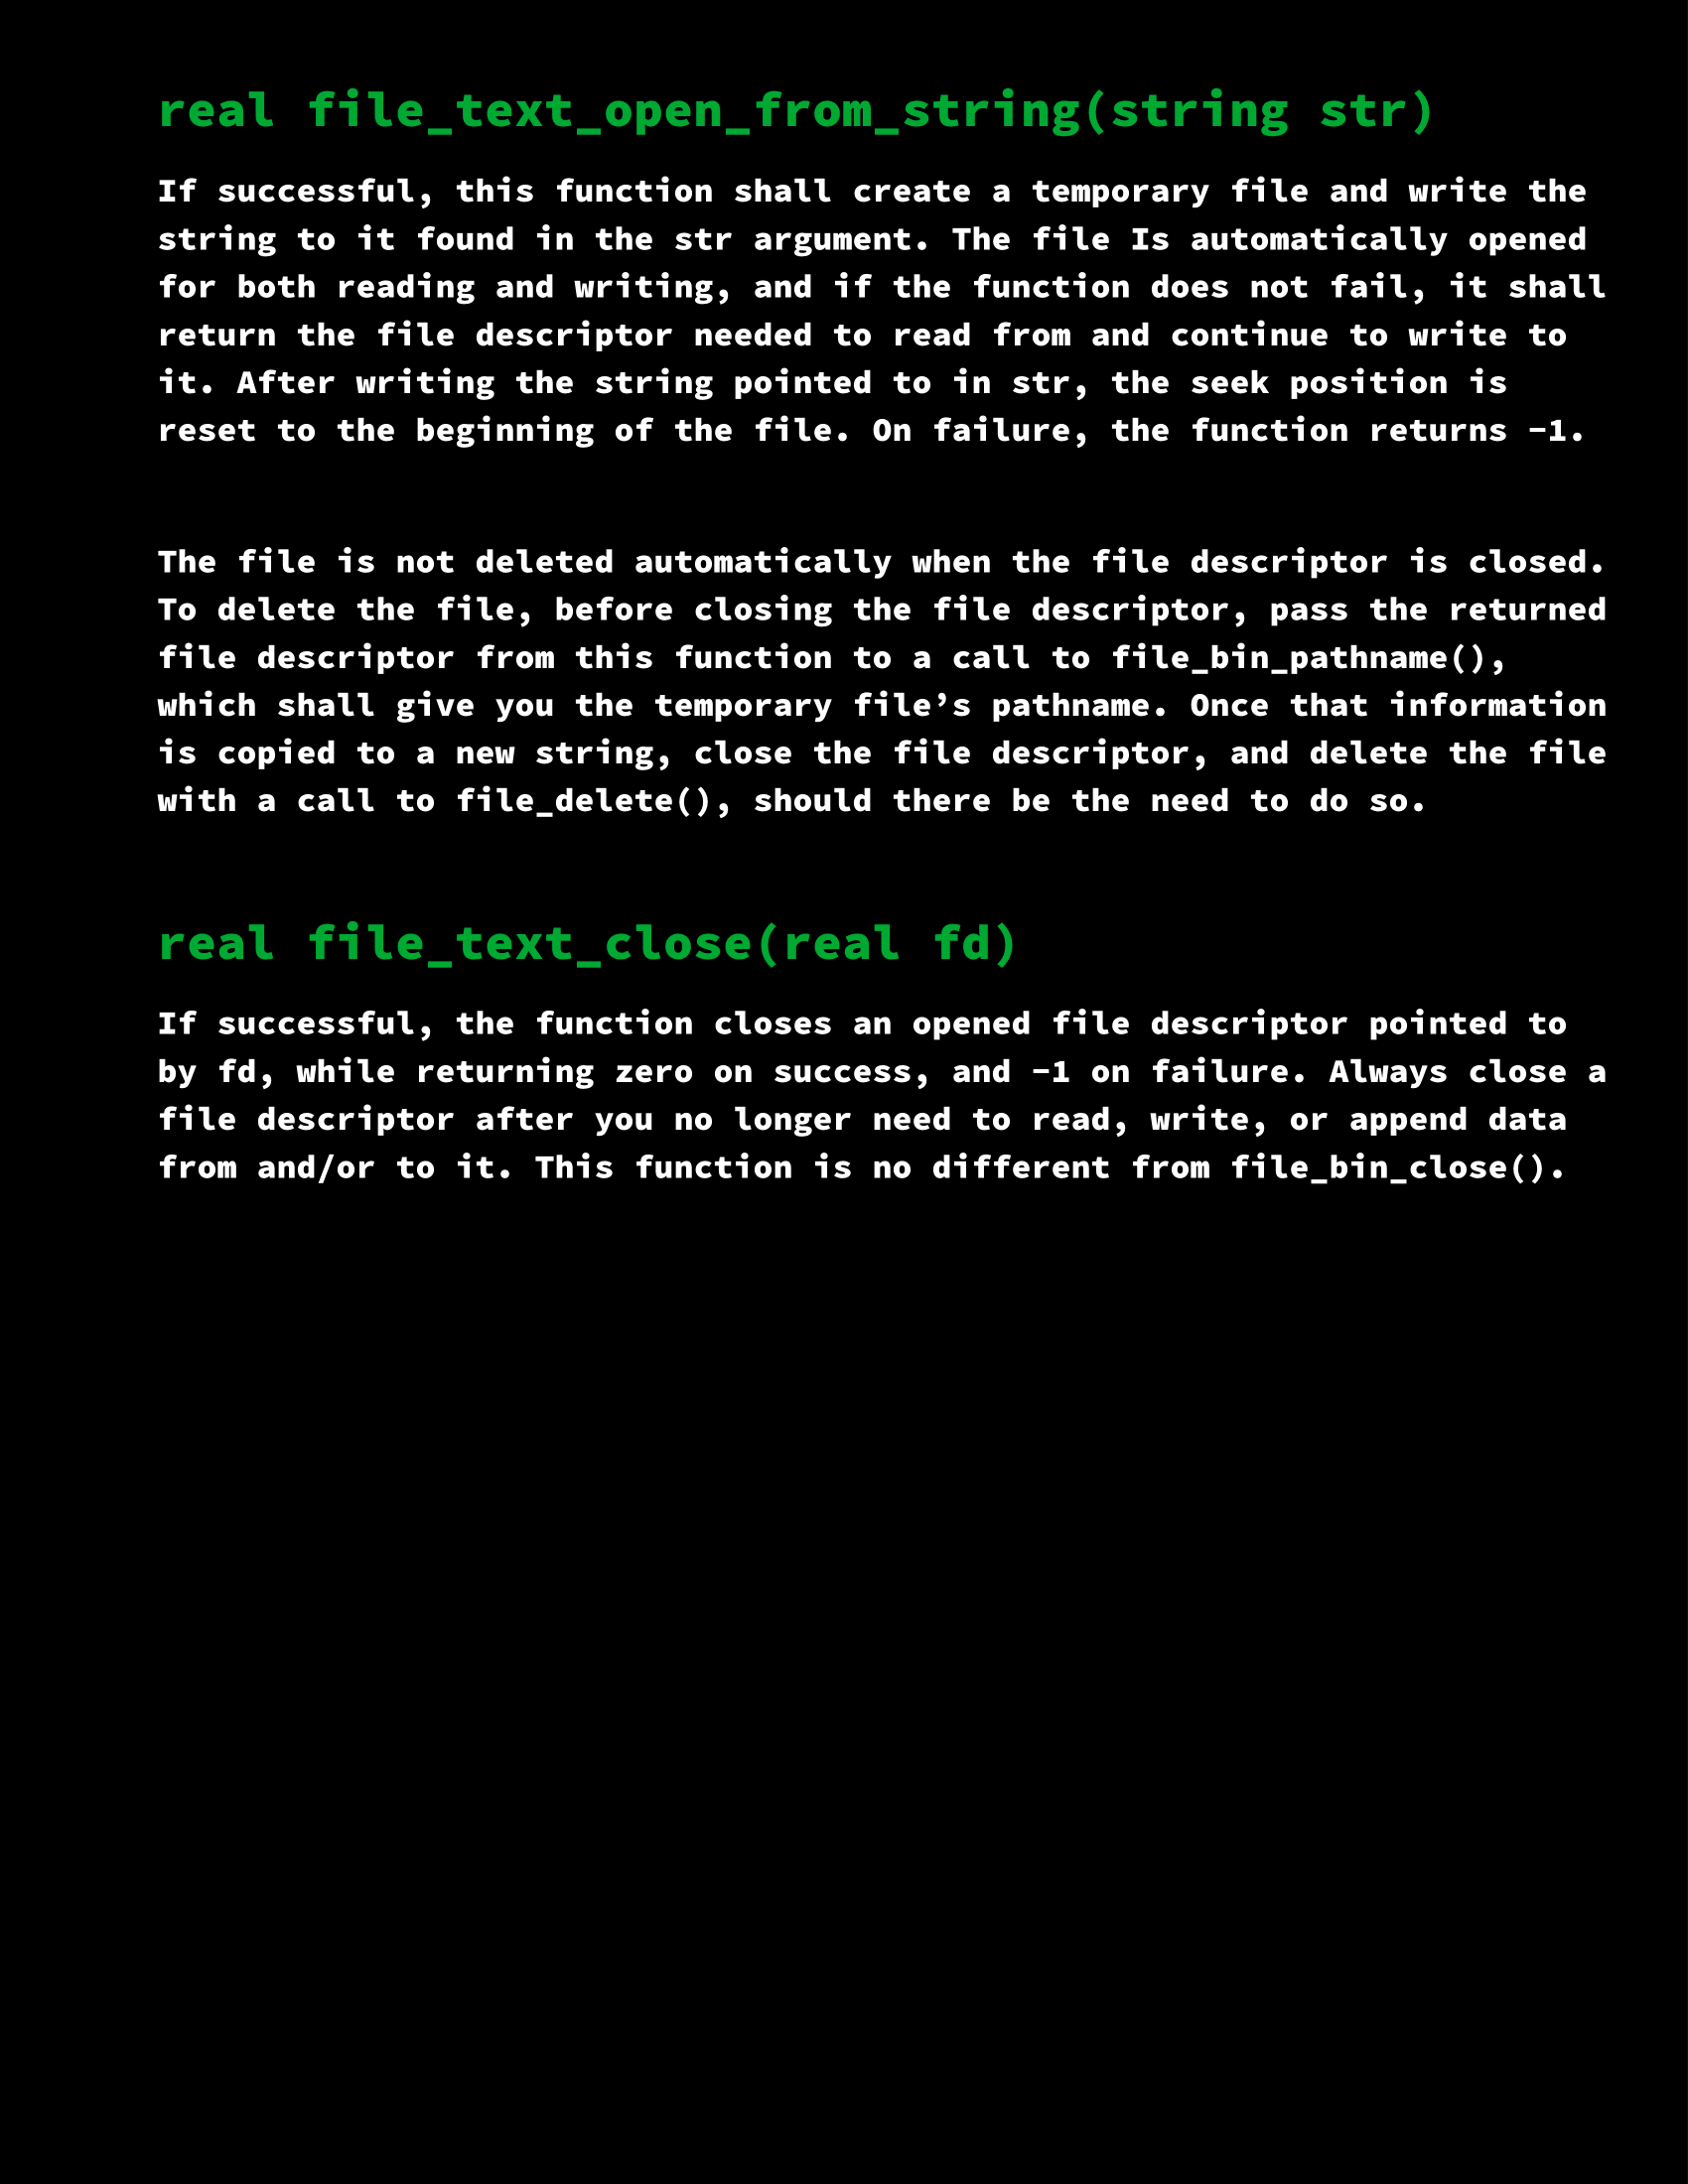 real file_text_open_from_string(string str)
If successful, this function shall create a temporary file and write the
string to it found in the str argument. The file Is automatically opened
for both reading and writing, and if the function does not fail, it shall
return the file descriptor needed to read from and continue to write to
it. After writing the string pointed to in str, the seek position is
reset to the beginning of the file. On failure, the function returns -1.
The file is not deleted automatically when the file descriptor is closed.
To delete the file, before closing the file descriptor, pass the returned
file descriptor from this function to a call to file_bin_pathname(),
which shall give you the temporary file’s pathname. Once that information
is copied to a new string, close the file descriptor, and delete the file
with a call to file_delete(), should there be the need to do so.
real file_text_close(real fd)
If successful, the function closes an opened file descriptor pointed to
by fd, while returning zero on success, and -1 on failure. Always close a
file descriptor after you no longer need to read, write, or append data
from and/or to it. This function is no different from file_bin_close().